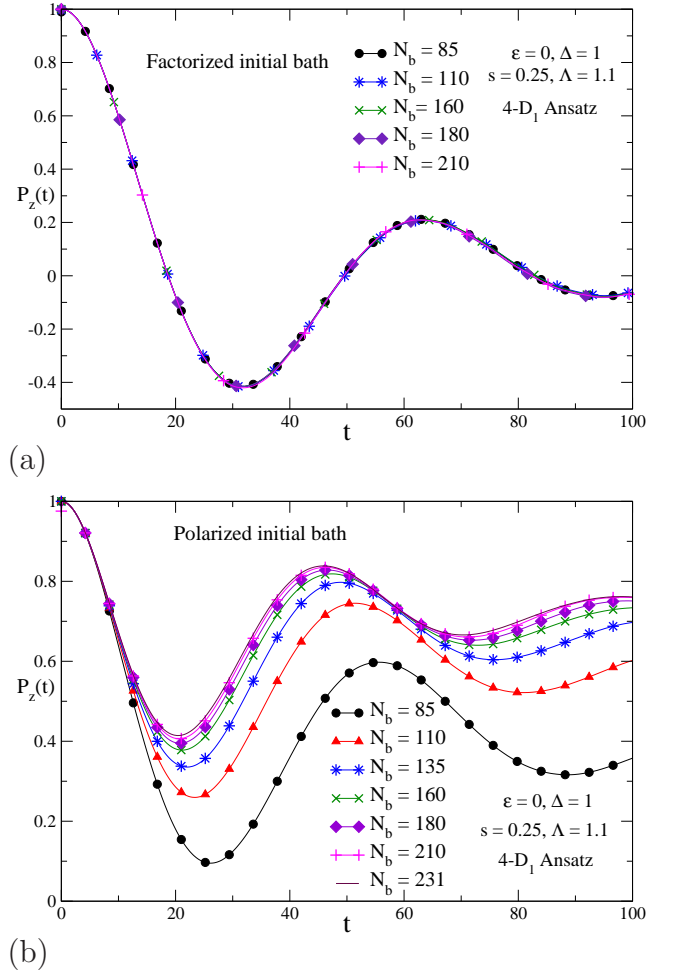 1
0.8
0.6
0.4
0.2
0
-0.2
-0.4
P_z(t)
0 20 40 60 80 100
t
Factorized initial bath
N_b = 85
N_b = 110
N_b= 160
N_b = 180
N_b = 210
ε = 0, Δ = 1
s = 0.25, Λ = 1.1
4-D_1 Ansatz
(a)
1
0.8
0.6
0.4
0.2
0
P_z(t)
0 20 40 60 80 100
t
Polarized initial bath
N_b = 85
N_b = 110
N_b = 135
N_b = 160
N_b = 180
N_b = 210
N_b = 231
ε = 0, Δ = 1
s = 0.25, Λ = 1.1
4-D_1 Ansatz
(b)